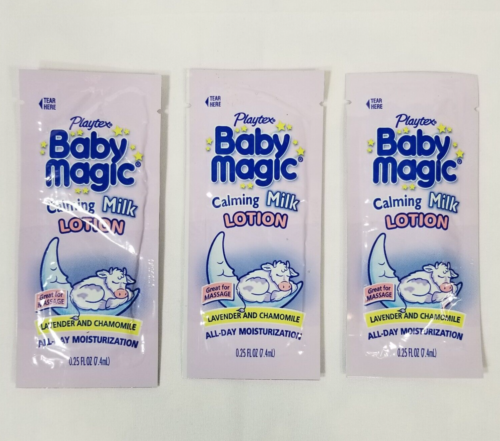 TEAR
HERE
Playtex
Baby
Magic®
Calming Milk
LOTION
Great for
MASSAGE
LAVENDER AND CHAMOMILE
ALL-DAY MOISTURIZATION
0.25 FL OZ (7.4mL)
TEAR
HERE
Playtex
Baby
Magic®
Calming Milk
LOTION
Great for
MASSAGE
LAVENDER AND CHAMOMILE
ALL-DAY MOISTURIZATION
0.25 FL OZ (7.4mL)
TEAR
HERE
Playtex
Baby
Magic®
Calming Milk
LOTION
Great for
MASSAGE
LAVENDER AND CHAMOMILE
ALL-DAY MOISTURIZATION
0.25 FL OZ (7.4mL)